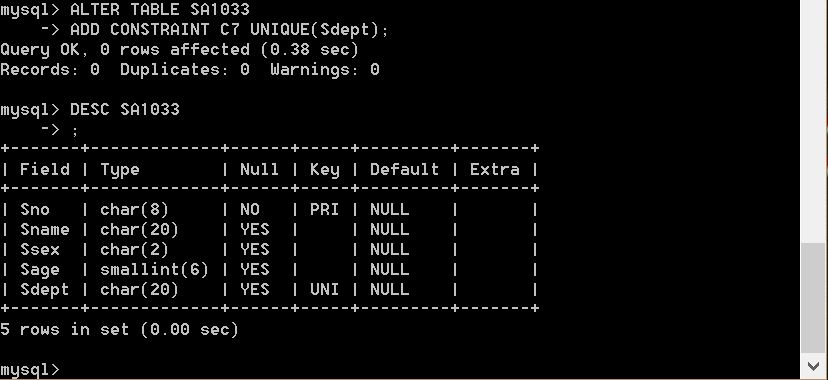 mysql> ALTER TABLE SA1033
    -> ADD CONSTRAINT C7 UNIQUE(Sdept);
Query OK, 0 rows affected (0.38 sec)
Records: 0  Duplicates: 0  Warnings: 0

mysql> DESC SA1033
    -> ;
+-------+-------------+------+-----+---------+-------+
| Field | Type        | Null | Key | Default | Extra |
+-------+-------------+------+-----+---------+-------+
| Sno   | char(8)     | NO   | PRI | NULL    |       |
| Sname | char(20)    | YES  |     | NULL    |       |
| Ssex  | char(2)     | YES  |     | NULL    |       |
| Sage  | smallint(6) | YES  |     | NULL    |       |
| Sdept | char(20)    | YES  | UNI | NULL    |       |
+-------+-------------+------+-----+---------+-------+
5 rows in set (0.00 sec)

mysql>